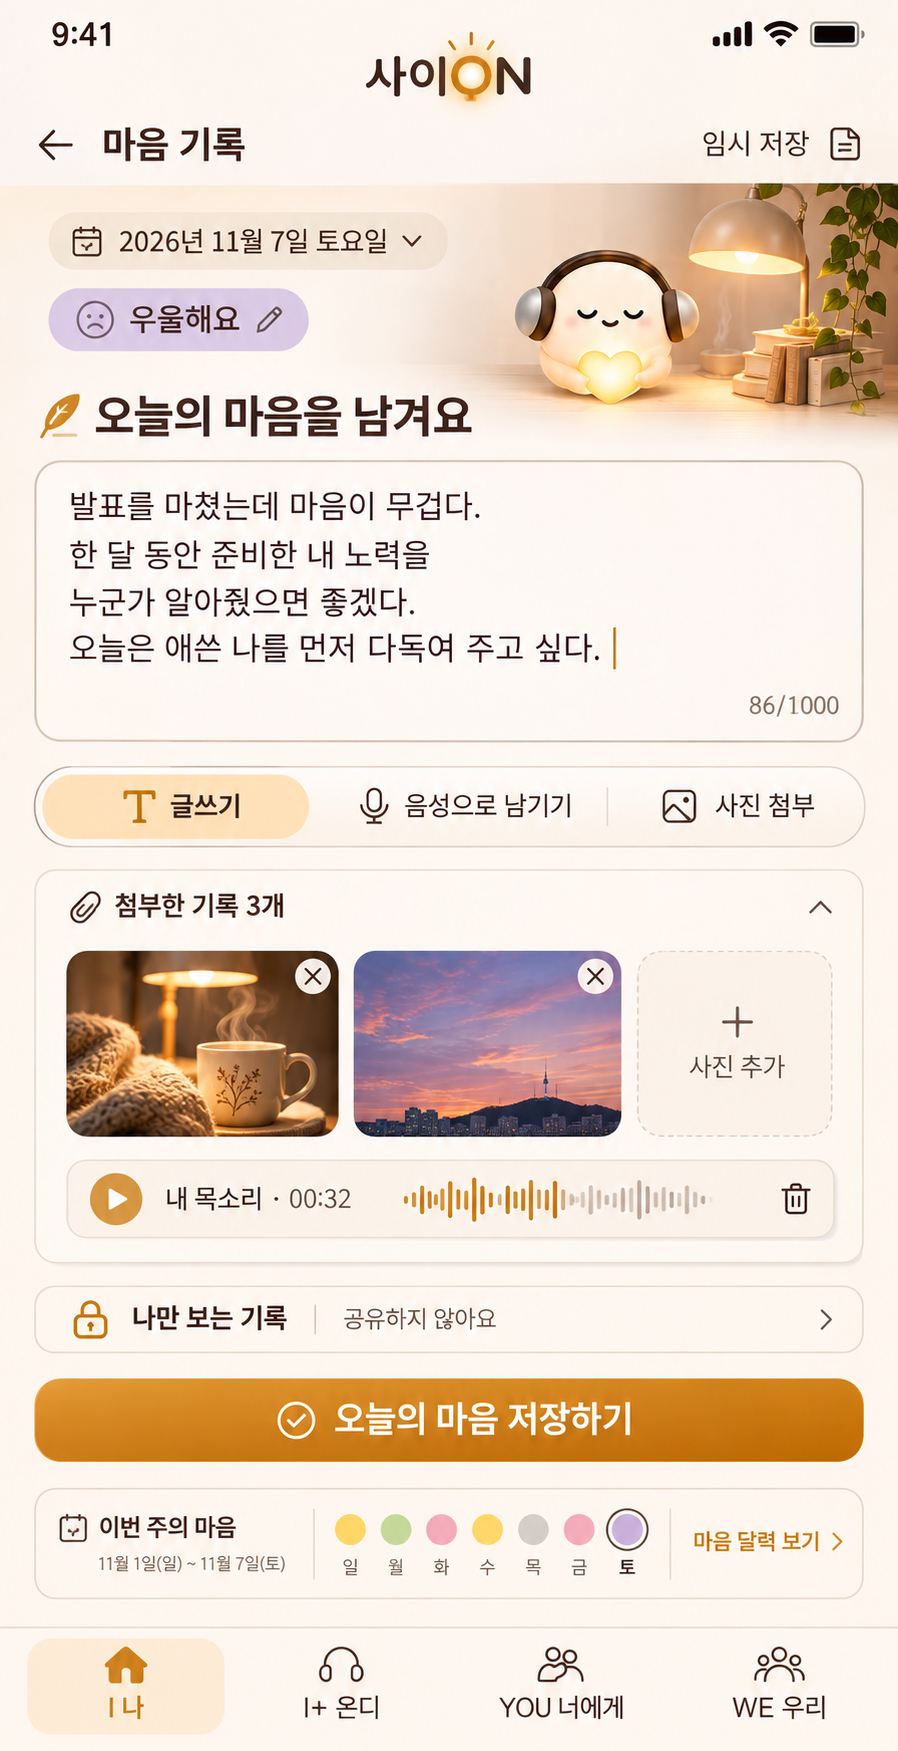 9:41
사이ON
마음 기록
임시 저장
2026년 11월 7일 토요일
우울해요
오늘의 마음을 남겨요
발표를 마쳤는데 마음이 무겁다.
한 달 동안 준비한 내 노력을
누군가 알아줬으면 좋겠다.
오늘은 애쓴 나를 먼저 다독여 주고 싶다.
86/1000
T 글쓰기
음성으로 남기기
사진 첨부
첨부한 기록 3개
사진 추가
내 목소리 · 00:32
나만 보는 기록
공유하지 않아요
오늘의 마음 저장하기
이번 주의 마음
11월 1일(일) ~ 11월 7일(토)
일 월 화 수 목 금 토
마음 달력 보기
I 나
I+ 온디
YOU 너에게
WE 우리